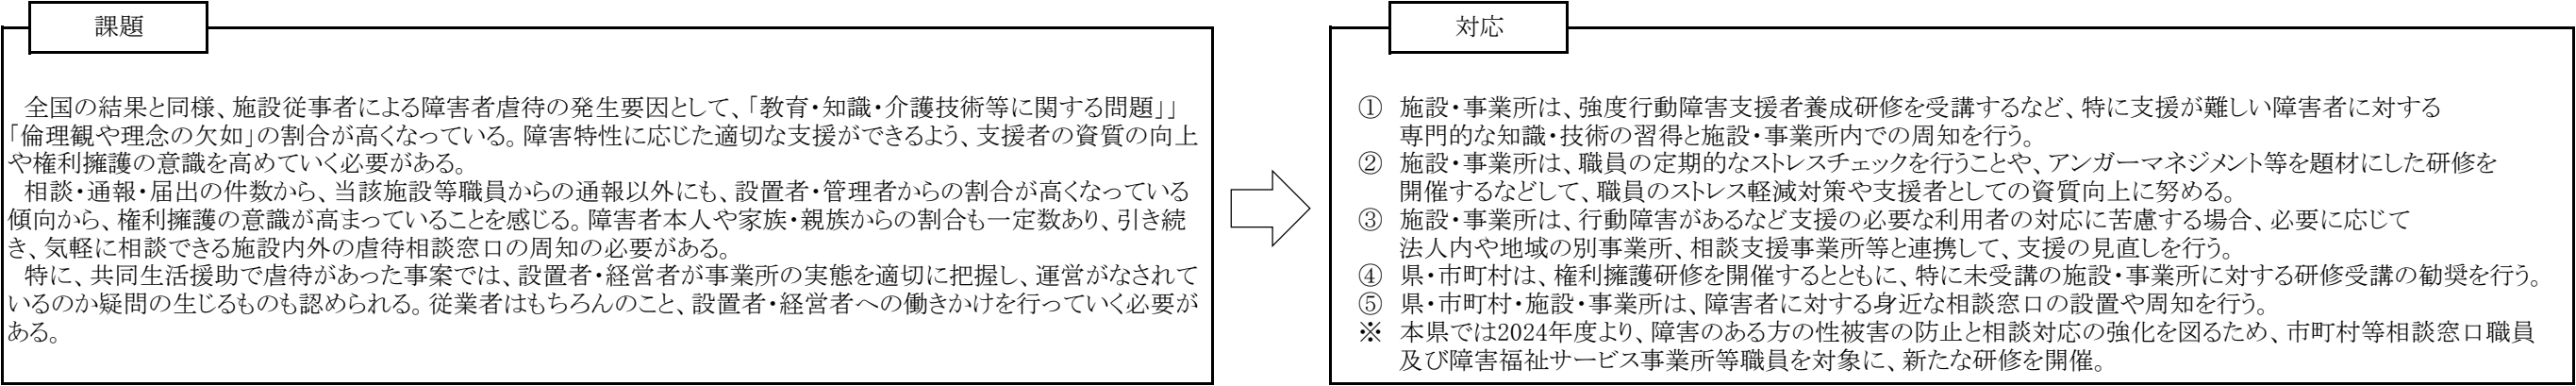 課題
全国の結果と同様、施設従事者による障害者虐待の発生要因として、「教育・知識・介護技術等に関する問題」」
「倫理観や理念の欠如」の割合が高くなっている。障害特性に応じた適切な支援ができるよう、支援者の資質の向上
や権利擁護の意識を高めていく必要がある。
相談・通報・届出の件数から、当該施設等職員からの通報以外にも、設置者・管理者からの割合が高くなっている
傾向から、権利擁護の意識が高まっていることを感じる。障害者本人や家族・親族からの割合も一定数あり、引き続
き、気軽に相談できる施設内外の虐待相談窓口の周知の必要がある。
特に、共同生活援助で虐待があった事案では、設置者・経営者が事業所の実態を適切に把握し、運営がなされて
いるのか疑問の生じるものも認められる。従業者はもちろんのこと、設置者・経営者への働きかけを行っていく必要が
ある。
対応
① 施設・事業所は、強度行動障害支援者養成研修を受講するなど、特に支援が難しい障害者に対する
専門的な知識・技術の習得と施設・事業所内での周知を行う。
② 施設・事業所は、職員の定期的なストレスチェックを行うことや、アンガーマネジメント等を題材にした研修を
開催するなどして、職員のストレス軽減対策や支援者としての資質向上に努める。
③ 施設・事業所は、行動障害があるなど支援の必要な利用者の対応に苦慮する場合、必要に応じて
法人内や地域の別事業所、相談支援事業所等と連携して、支援の見直しを行う。
④ 県・市町村は、権利擁護研修を開催するとともに、特に未受講の施設・事業所に対する研修受講の勧奨を行う。
⑤ 県・市町村・施設・事業所は、障害者に対する身近な相談窓口の設置や周知を行う。
※ 本県では2024年度より、障害のある方の性被害の防止と相談対応の強化を図るため、市町村等相談窓口職員
及び障害福祉サービス事業所等職員を対象に、新たな研修を開催。